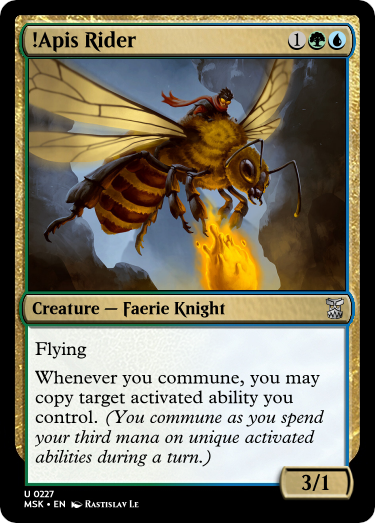 !Apis Rider 1
Creature — Faerie Knight
Flying
Whenever you commune, you may
copy target activated ability you
control. (You commune as you spend
your third mana on unique activated
abilities during a turn.)
3/1
U 0227
MSK • EN Rastislav Le